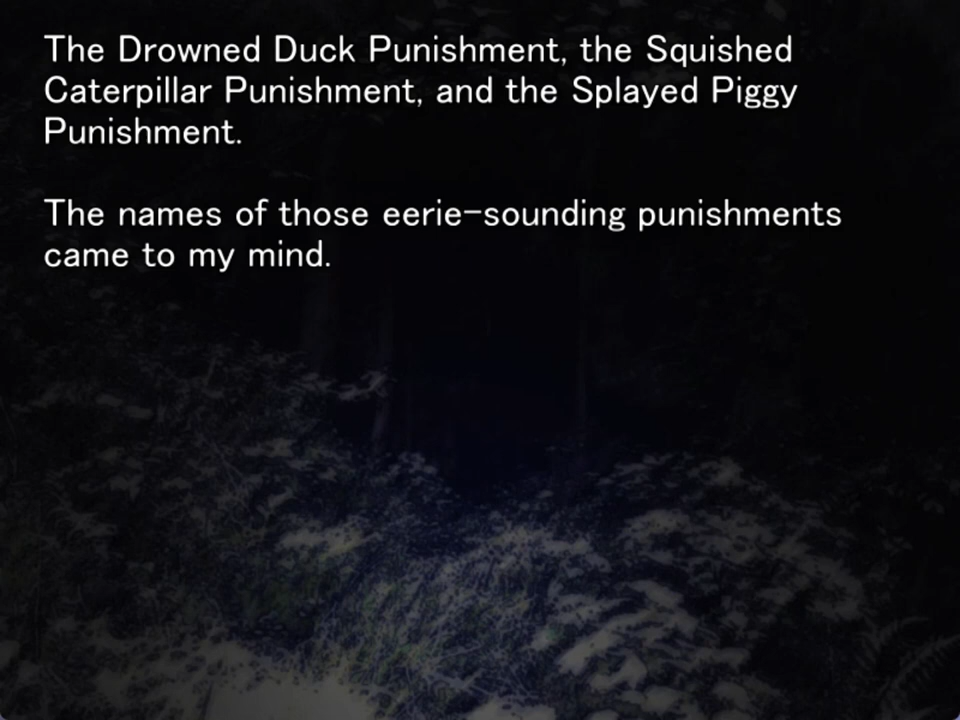 The Drowned Duck Punishment, the Squished
Caterpillar Punishment, and the Splayed Piggy
Punishment.
The names of those eerie-sounding punishments
came to my mind.